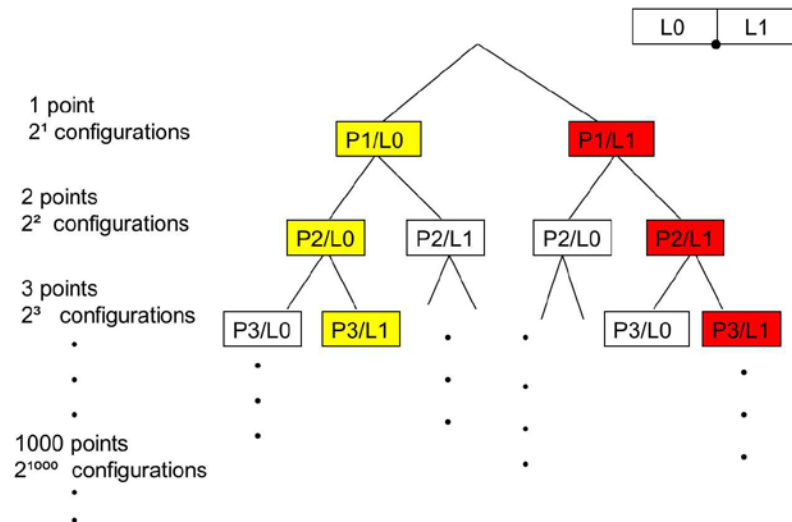 L0 L1
1 point
2¹ configurations
P1/L0 P1/L1
2 points
2² configurations
P2/L0 P2/L1 P2/L0 P2/L1
3 points
2³ configurations
P3/L0 P3/L1 P3/L0 P3/L1
1000 points
2¹⁰⁰⁰ configurations